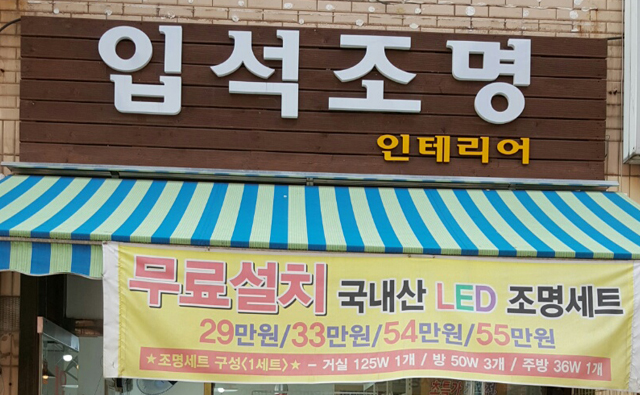 입석조명
인테리어
무료설치 국내산 LED 조명세트
29만원/33만원/54만원/55만원
★조명세트 구성<1세트>★ - 거실 125W 1개 / 방 50W 3개 / 주방 36W 1개